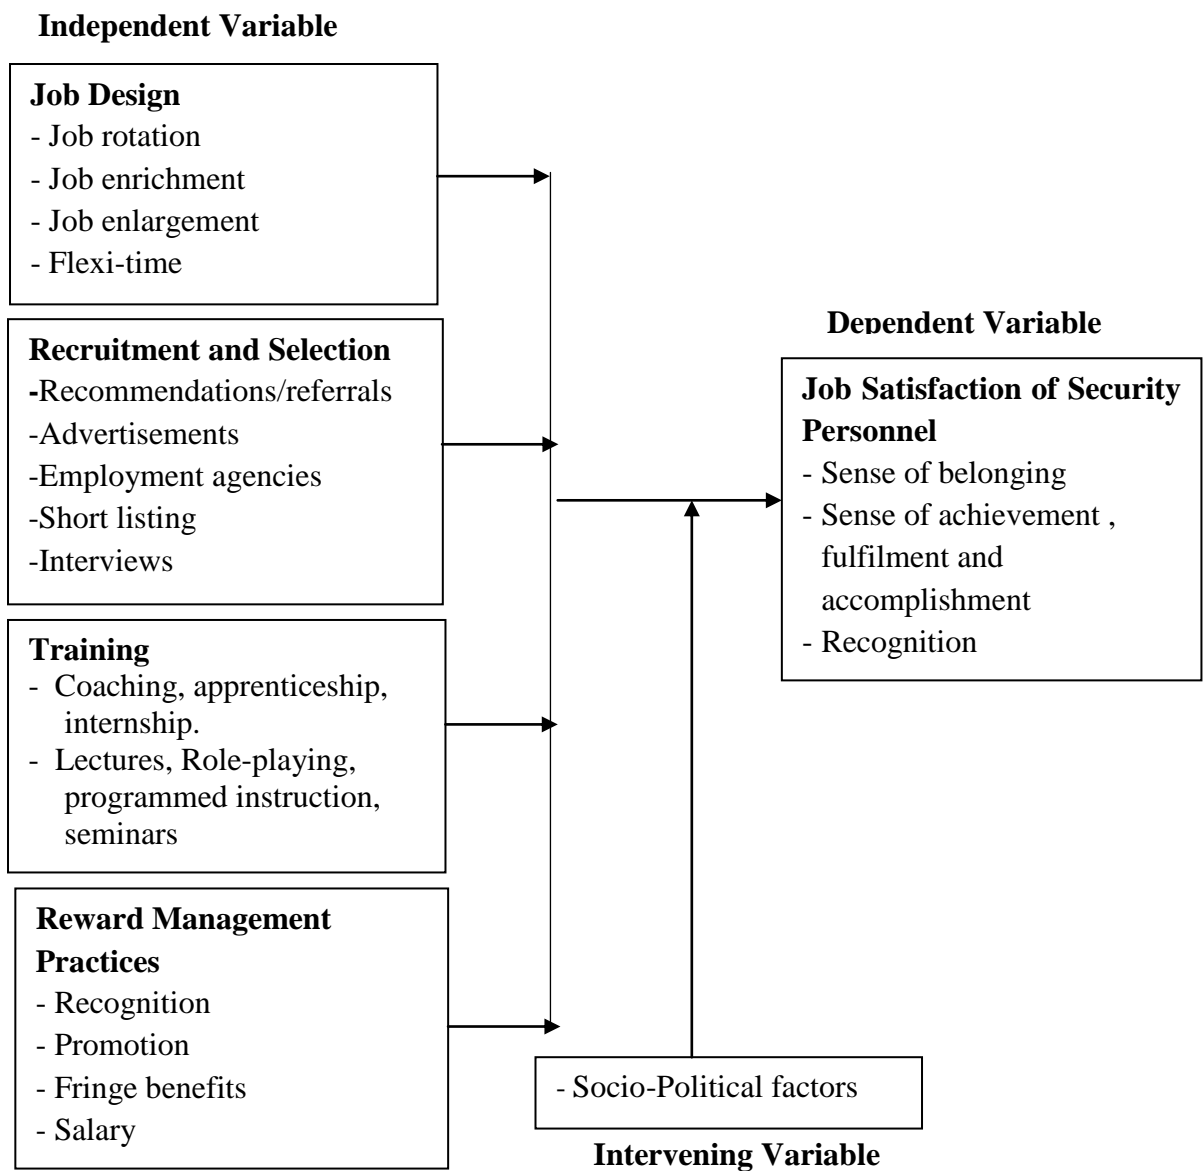 Independent Variable
Job Design
- Job rotation
- Job enrichment
- Job enlargement
- Flexi-time
Recruitment and Selection
-Recommendations/referrals
-Advertisements
-Employment agencies
-Short listing
-Interviews
Training
- Coaching, apprenticeship,
internship.
- Lectures, Role-playing,
programmed instruction,
seminars
Reward Management
Practices
- Recognition
- Promotion
- Fringe benefits
- Salary
Dependent Variable
Job Satisfaction of Security
Personnel
- Sense of belonging
- Sense of achievement ,
fulfilment and
accomplishment
- Recognition
- Socio-Political factors
Intervening Variable